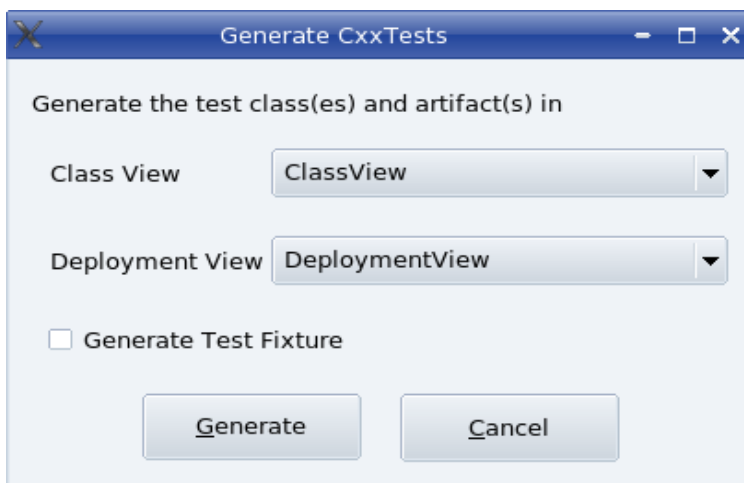 Generate CxxTests
Generate the test class(es) and artifact(s) in
Class View ClassView
Deployment View DeploymentView
Generate Test Fixture
Generate Cancel